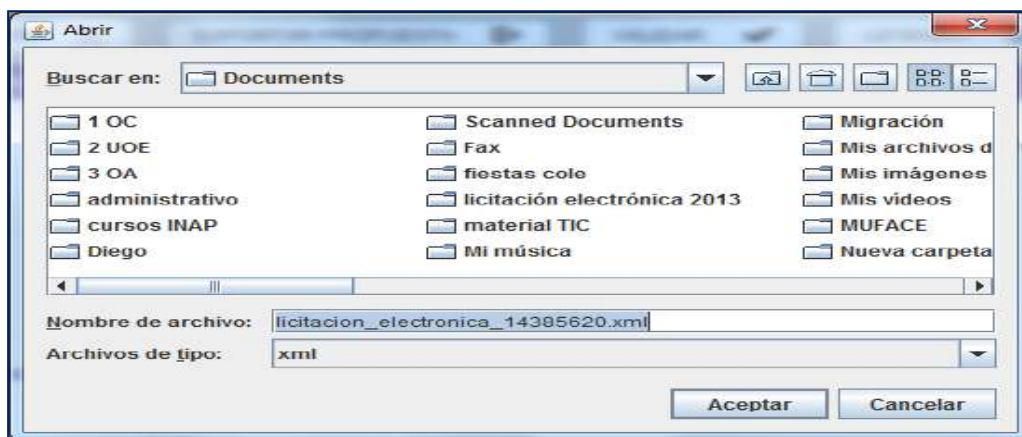 Abrir
Buscar en: Documents
1 OC Scanned Documents Migración
2 UOE Fax Mis archivos d
3 OA fiestas cole Mis imágenes
administrativo licitación electrónica 2013 Mis vídeos
cursos INAP material TIC MUFACE
Diego Mi música Nueva carpeta
Nombre de archivo: licitacion_electronica_14385620.xml
Archivos de tipo: xml
Aceptar Cancelar